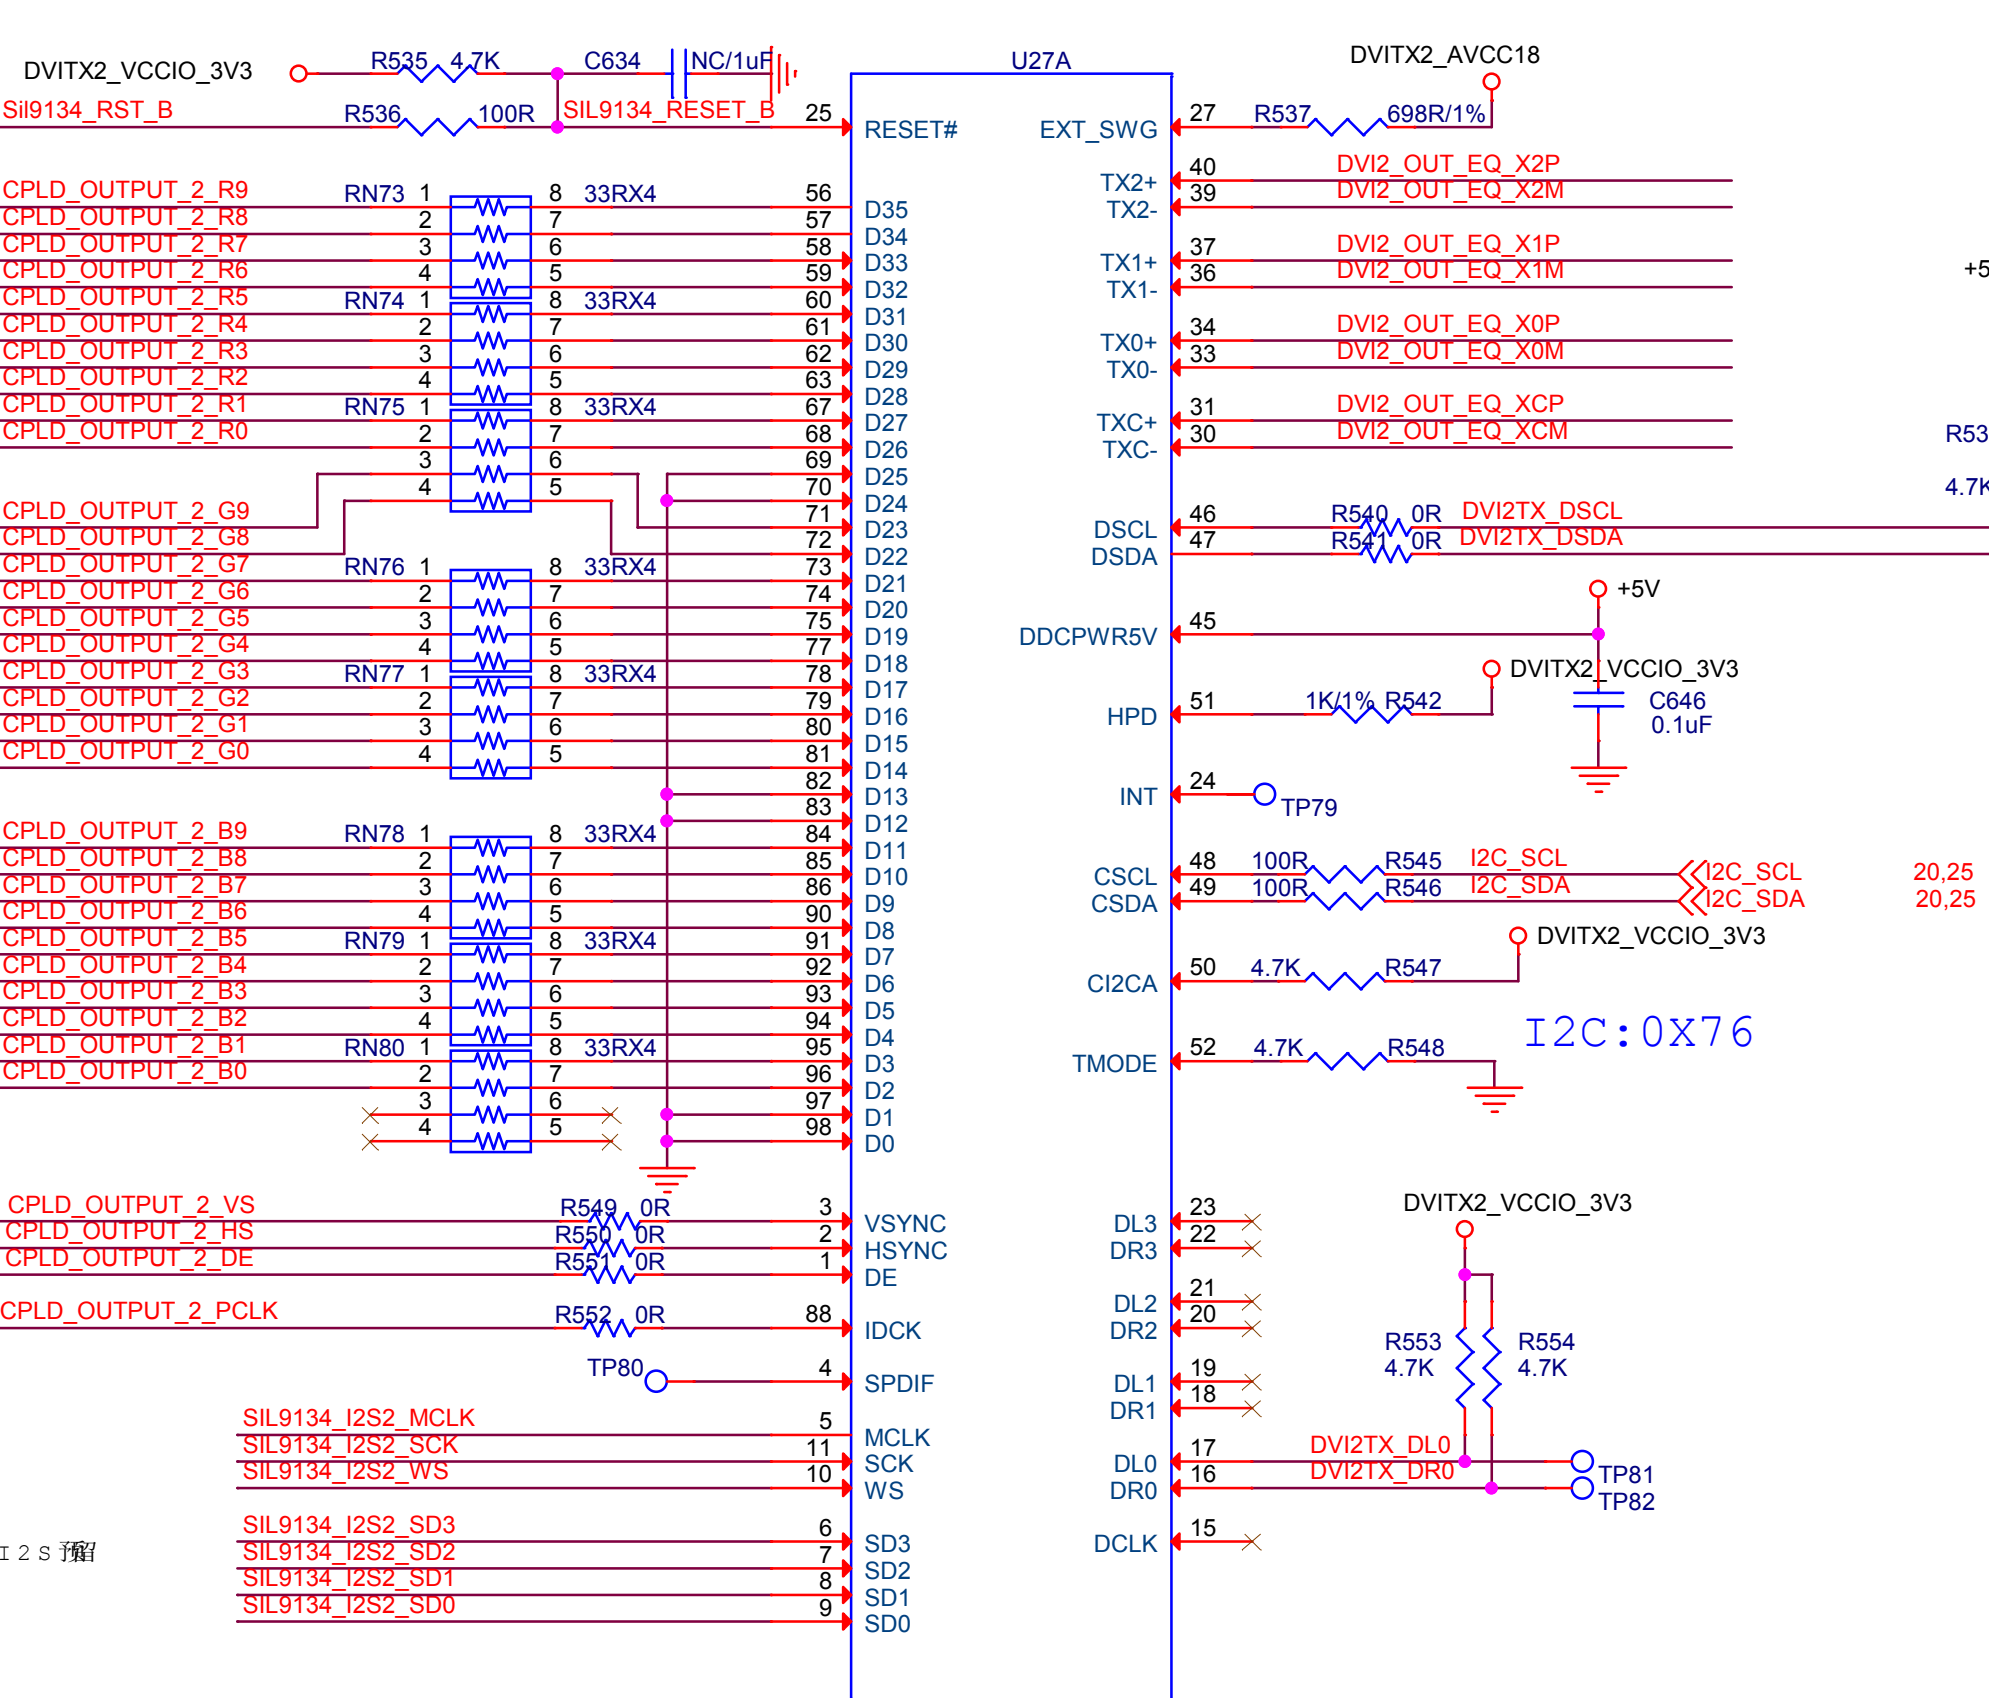 DVITX2_VCCIO_3V3 R535 4.7K C634 NC/1uF U27A DVITX2_AVCC18
Sil9134_RST_B R536 100R SIL9134_RESET_B 25 RESET# EXT_SWG 27 R537 698R/1%
CPLD_OUTPUT_2_R9 RN73 1 8 33RX4 56 D35 TX2+ 40 DVI2_OUT_EQ_X2P
CPLD_OUTPUT_2_R8 2 7 57 D34 TX2- 39 DVI2_OUT_EQ_X2M
CPLD_OUTPUT_2_R7 3 6 58 D33 TX1+ 37 DVI2_OUT_EQ_X1P
CPLD_OUTPUT_2_R6 4 5 59 D32 TX1- 36 DVI2_OUT_EQ_X1M +5
CPLD_OUTPUT_2_R5 RN74 1 8 33RX4 60 D31
CPLD_OUTPUT_2_R4 2 7 61 D30 TX0+ 34 DVI2_OUT_EQ_X0P
CPLD_OUTPUT_2_R3 3 6 62 D29 TX0- 33 DVI2_OUT_EQ_X0M
CPLD_OUTPUT_2_R2 4 5 63 D28
CPLD_OUTPUT_2_R1 RN75 1 8 33RX4 67 D27 TXC+ 31 DVI2_OUT_EQ_XCP
CPLD_OUTPUT_2_R0 2 7 68 D26 TXC- 30 DVI2_OUT_EQ_XCM R53
3 6 69 D25
4 5 70 D24 4.7K
CPLD_OUTPUT_2_G9 71 D23 DSCL 46 R540 0R DVI2TX_DSCL
CPLD_OUTPUT_2_G8 72 D22 DSDA 47 R541 0R DVI2TX_DSDA
CPLD_OUTPUT_2_G7 RN76 1 8 33RX4 73 D21
CPLD_OUTPUT_2_G6 2 7 74 D20 +5V
CPLD_OUTPUT_2_G5 3 6 75 D19 DDCPWR5V 45
CPLD_OUTPUT_2_G4 4 5 77 D18
CPLD_OUTPUT_2_G3 RN77 1 8 33RX4 78 D17 DVITX2_VCCIO_3V3
CPLD_OUTPUT_2_G2 2 7 79 D16 HPD 51 1K/1% R542 C646
CPLD_OUTPUT_2_G1 3 6 80 D15 0.1uF
CPLD_OUTPUT_2_G0 4 5 81 D14
82 D13 INT 24 TP79
83 D12
CPLD_OUTPUT_2_B9 RN78 1 8 33RX4 84 D11
CPLD_OUTPUT_2_B8 2 7 85 D10 CSCL 48 100R R545 I2C_SCL I2C_SCL 20,25
CPLD_OUTPUT_2_B7 3 6 86 D9 CSDA 49 100R R546 I2C_SDA I2C_SDA 20,25
CPLD_OUTPUT_2_B6 4 5 90 D8
CPLD_OUTPUT_2_B5 RN79 1 8 33RX4 91 D7 DVITX2_VCCIO_3V3
CPLD_OUTPUT_2_B4 2 7 92 D6 CI2CA 50 4.7K R547
CPLD_OUTPUT_2_B3 3 6 93 D5
CPLD_OUTPUT_2_B2 4 5 94 D4 I2C:0X76
CPLD_OUTPUT_2_B1 RN80 1 8 33RX4 95 D3 TMODE 52 4.7K R548
CPLD_OUTPUT_2_B0 2 7 96 D2
3 6 97 D1
4 5 98 D0
CPLD_OUTPUT_2_VS R549 0R 3 VSYNC DL3 23 DVITX2_VCCIO_3V3
CPLD_OUTPUT_2_HS R550 0R 2 HSYNC DR3 22
CPLD_OUTPUT_2_DE R551 0R 1 DE
DL2 21
CPLD_OUTPUT_2_PCLK R552 0R 88 IDCK DR2 20
R553 R554
TP80 4 SPDIF DL1 19 4.7K 4.7K
DR1 18
SIL9134_I2S2_MCLK 5 MCLK
SIL9134_I2S2_SCK 11 SCK DL0 17 DVI2TX_DL0 TP81
SIL9134_I2S2_WS 10 WS DR0 16 DVI2TX_DR0 TP82
SIL9134_I2S2_SD3 6 SD3 DCLK 15
I2S预留 SIL9134_I2S2_SD2 7 SD2
SIL9134_I2S2_SD1 8 SD1
SIL9134_I2S2_SD0 9 SD0